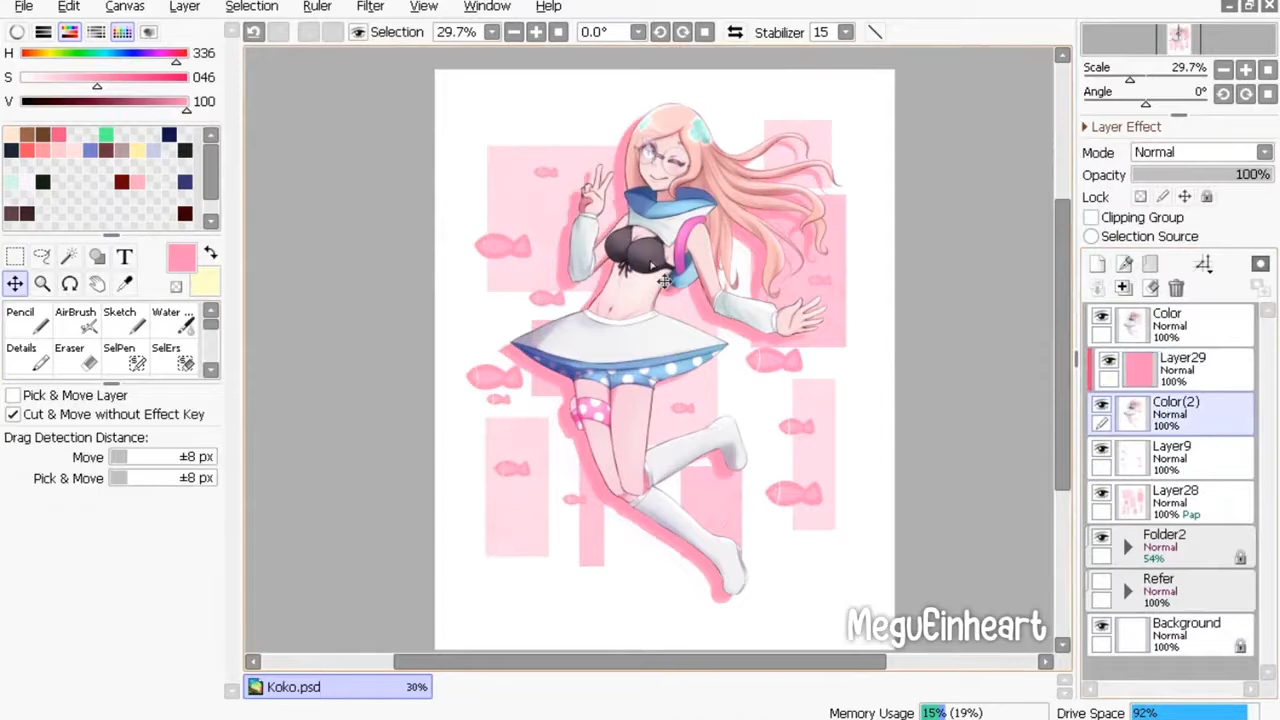 File Edit Canvas Layer Selection Ruler Filter View Window Help
Selection 29.7% 0.0° Stabilizer 15
H 336
S 046
V 100
T
Pencil AirBrush Sketch Water
Details Eraser SelPen SelErs
Pick & Move Layer
Cut & Move without Effect Key
Drag Detection Distance:
Move ±8 px
Pick & Move ±8 px
MeguEinheart
Koko.psd 30%
Scale 29.7%
Angle 0°
Layer Effect
Mode Normal
Opacity 100%
Lock
Clipping Group
Selection Source
Color
Normal
100%
Layer29
Normal
100%
Color(2)
Normal
100%
Layer9
Normal
100%
Layer28
Normal
100% Pap
Folder2
Normal
54%
Refer
Normal
100%
Background
Normal
100%
Memory Usage 15% (19%) Drive Space 92%